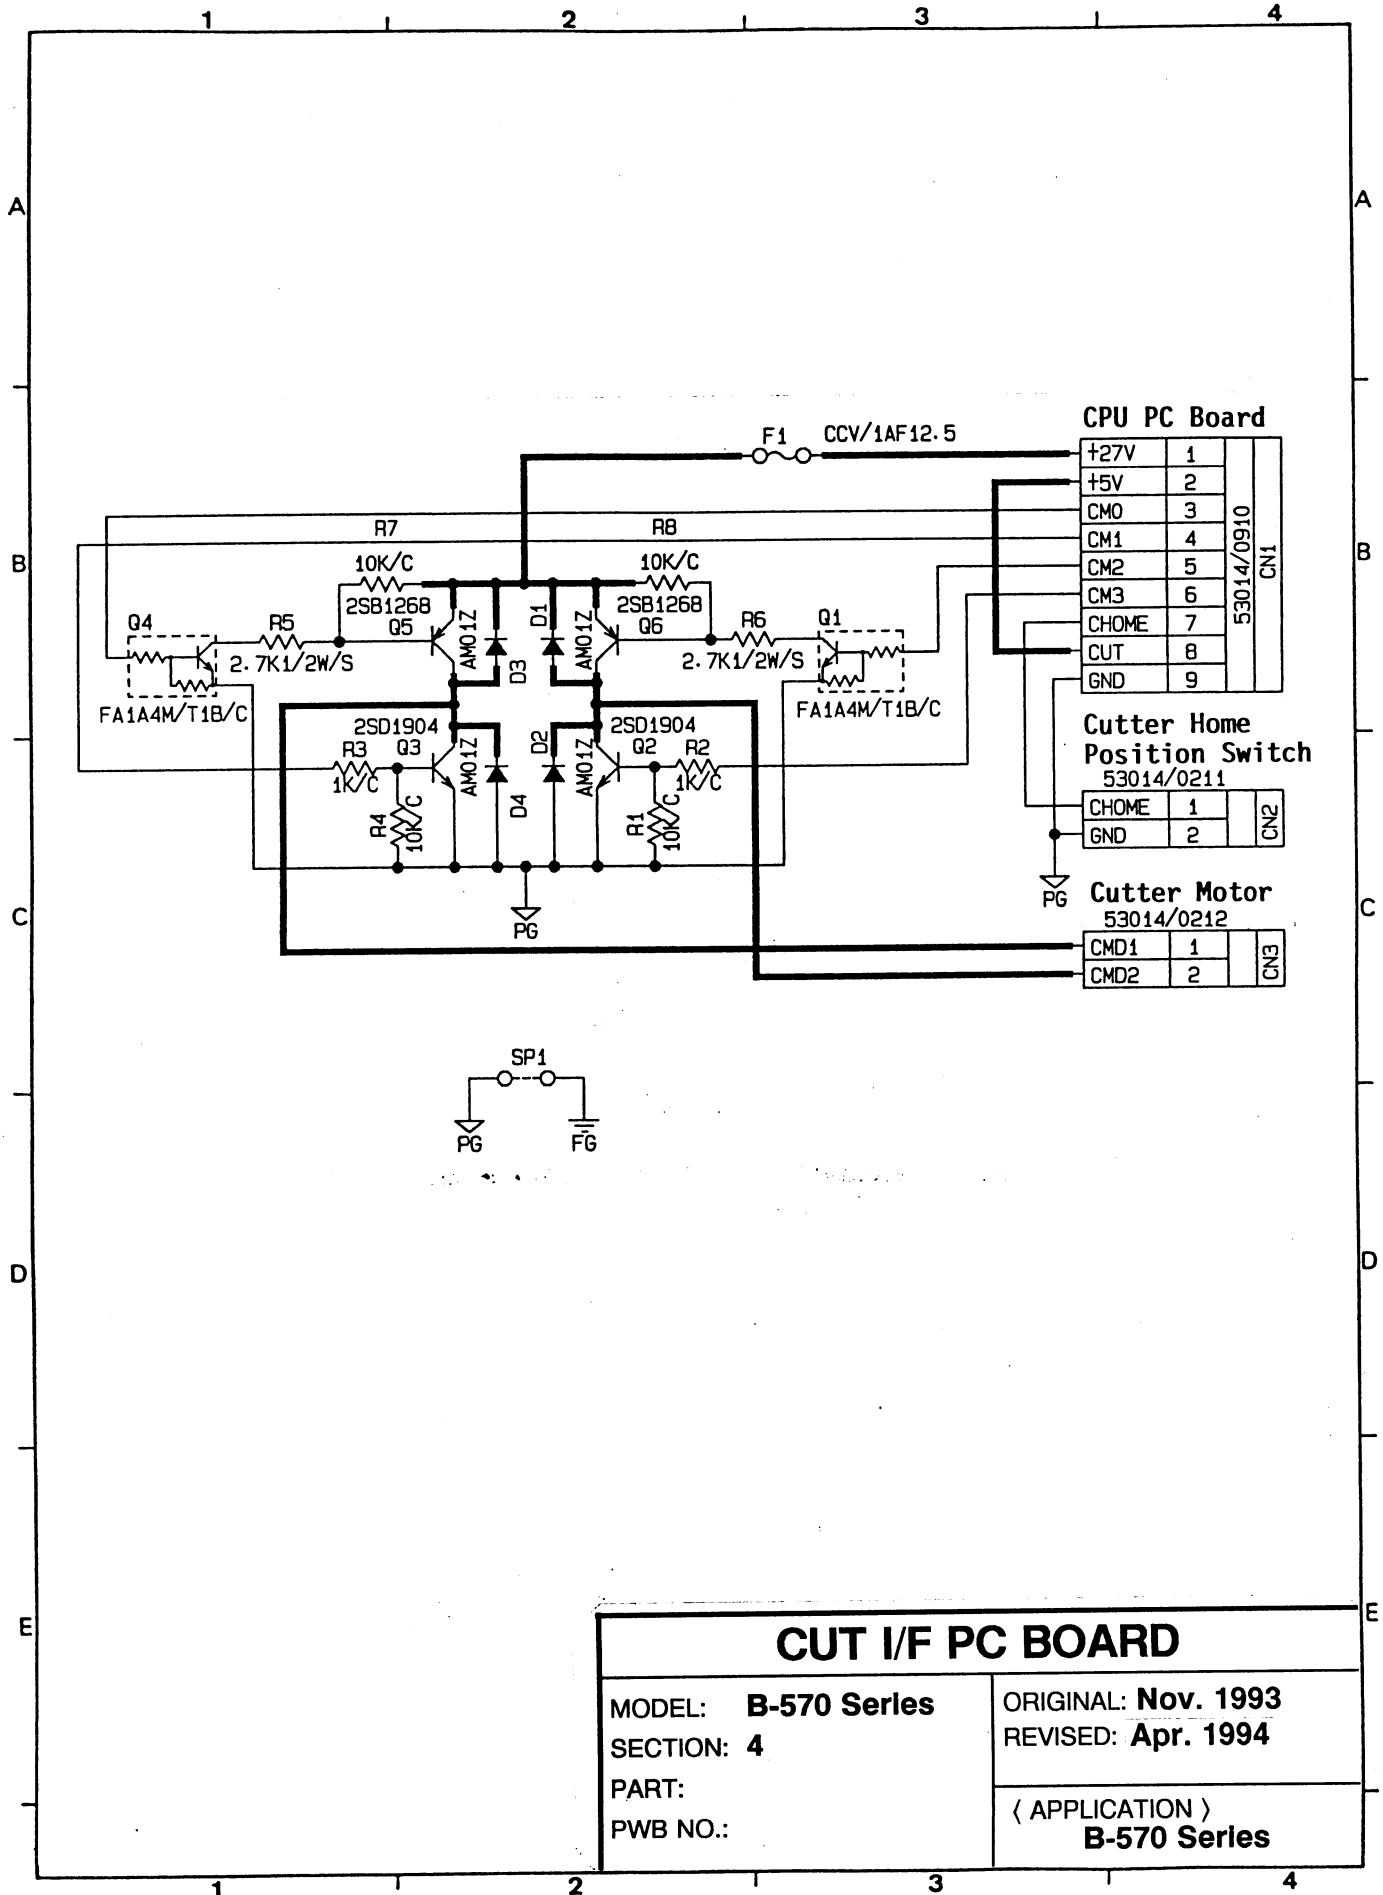 1 2 3 4
A A
CPU PC Board
F1 CCV/1AF12.5
+27V 1
+5V 2
CM0 3
CM1 4
CM2 5
CM3 6
CHOME 7
CUT 8
GND 9
53014/0910
CN1
B B
R7 R8
10K/C 10K/C
2SB1268 2SB1268
Q4 R5 Q5 AM01Z D1 AM01Z Q6 R6 Q1
2.7K1/2W/S D3 2.7K1/2W/S
FA1A4M/T1B/C FA1A4M/T1B/C
2SD1904 2SD1904
R3 Q3 AM01Z D2 AM01Z Q2 R2
1K/C D4 1K/C
R4 10K/C R1 10K/C
PG
Cutter Home
Position Switch
53014/0211
CHOME 1
GND 2
CN2
PG
C C
Cutter Motor
53014/0212
CMD1 1
CMD2 2
CN3
SP1
PG FG
D D
E E
CUT I/F PC BOARD
MODEL: B-570 Series
SECTION: 4
PART:
PWB NO.:
ORIGINAL: Nov. 1993
REVISED: Apr. 1994
⟨ APPLICATION ⟩
B-570 Series
1 2 3 4